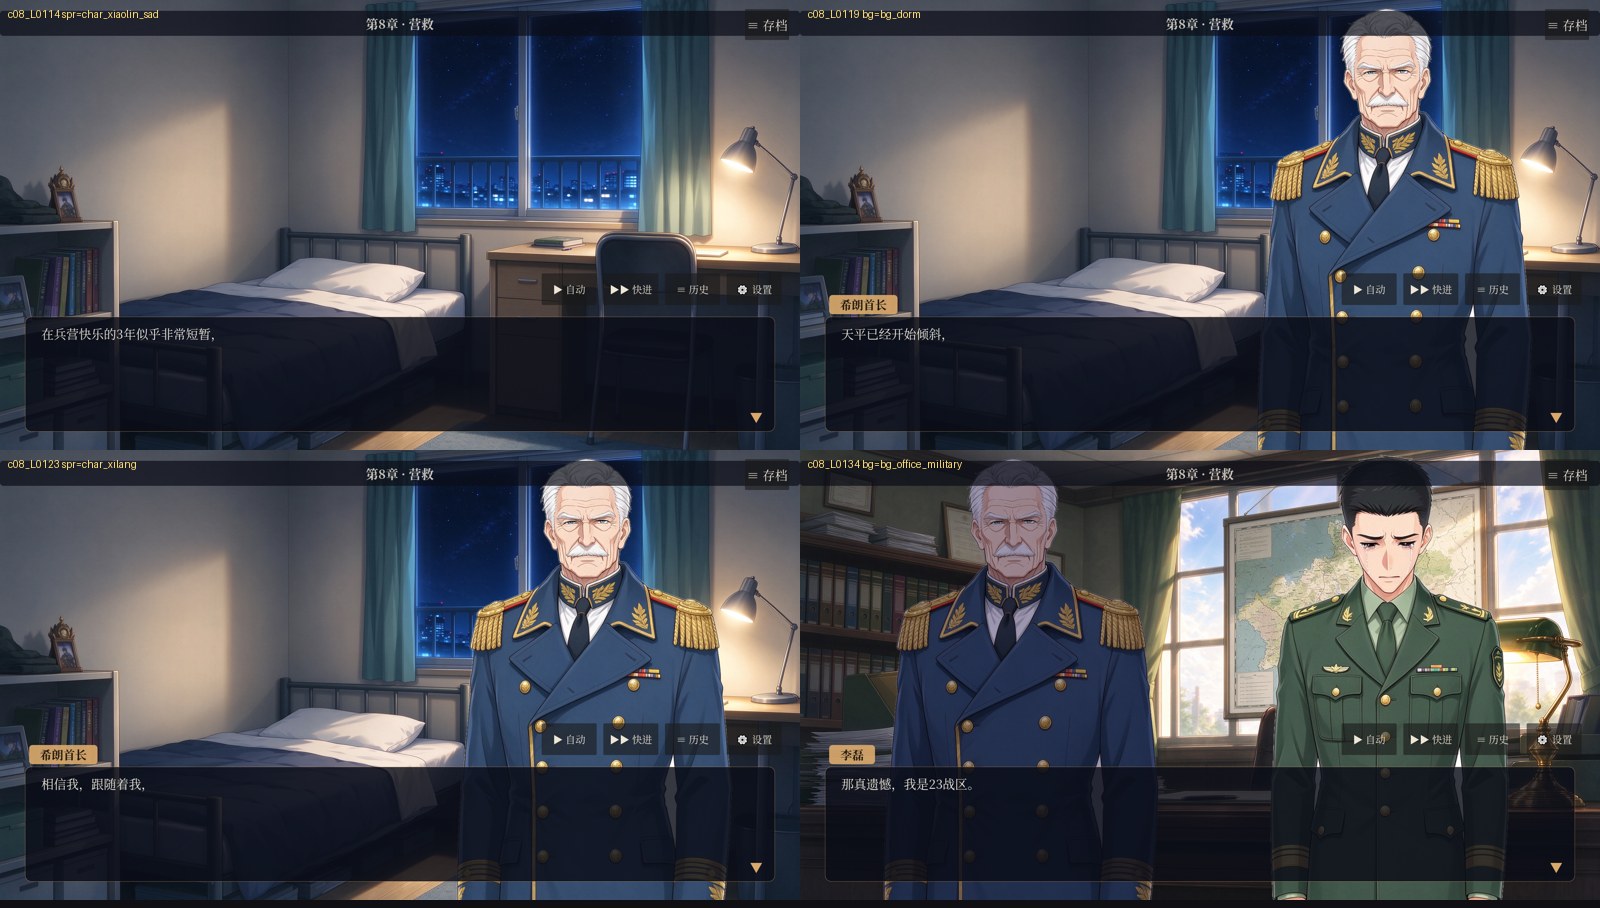 c08_L0114 spr=char_xiaolin_sad
第8章 · 营救
≡ 存档
▶ 自动
▶▶ 快进
≡ 历史
设置
在兵营快乐的3年似乎非常短暂，
c08_L0119 bg=bg_dorm
第8章 · 营救
≡ 存档
▶ 自动
▶▶ 快进
≡ 历史
设置
希朗首长
天平已经开始倾斜，
c08_L0123 spr=char_xilang
第8章 · 营救
≡ 存档
▶ 自动
▶▶ 快进
≡ 历史
设置
希朗首长
相信我，跟随着我，
c08_L0134 bg=bg_office_military
第8章 · 营救
≡ 存档
▶ 自动
▶▶ 快进
≡ 历史
设置
李磊
那真遗憾，我是23战区。